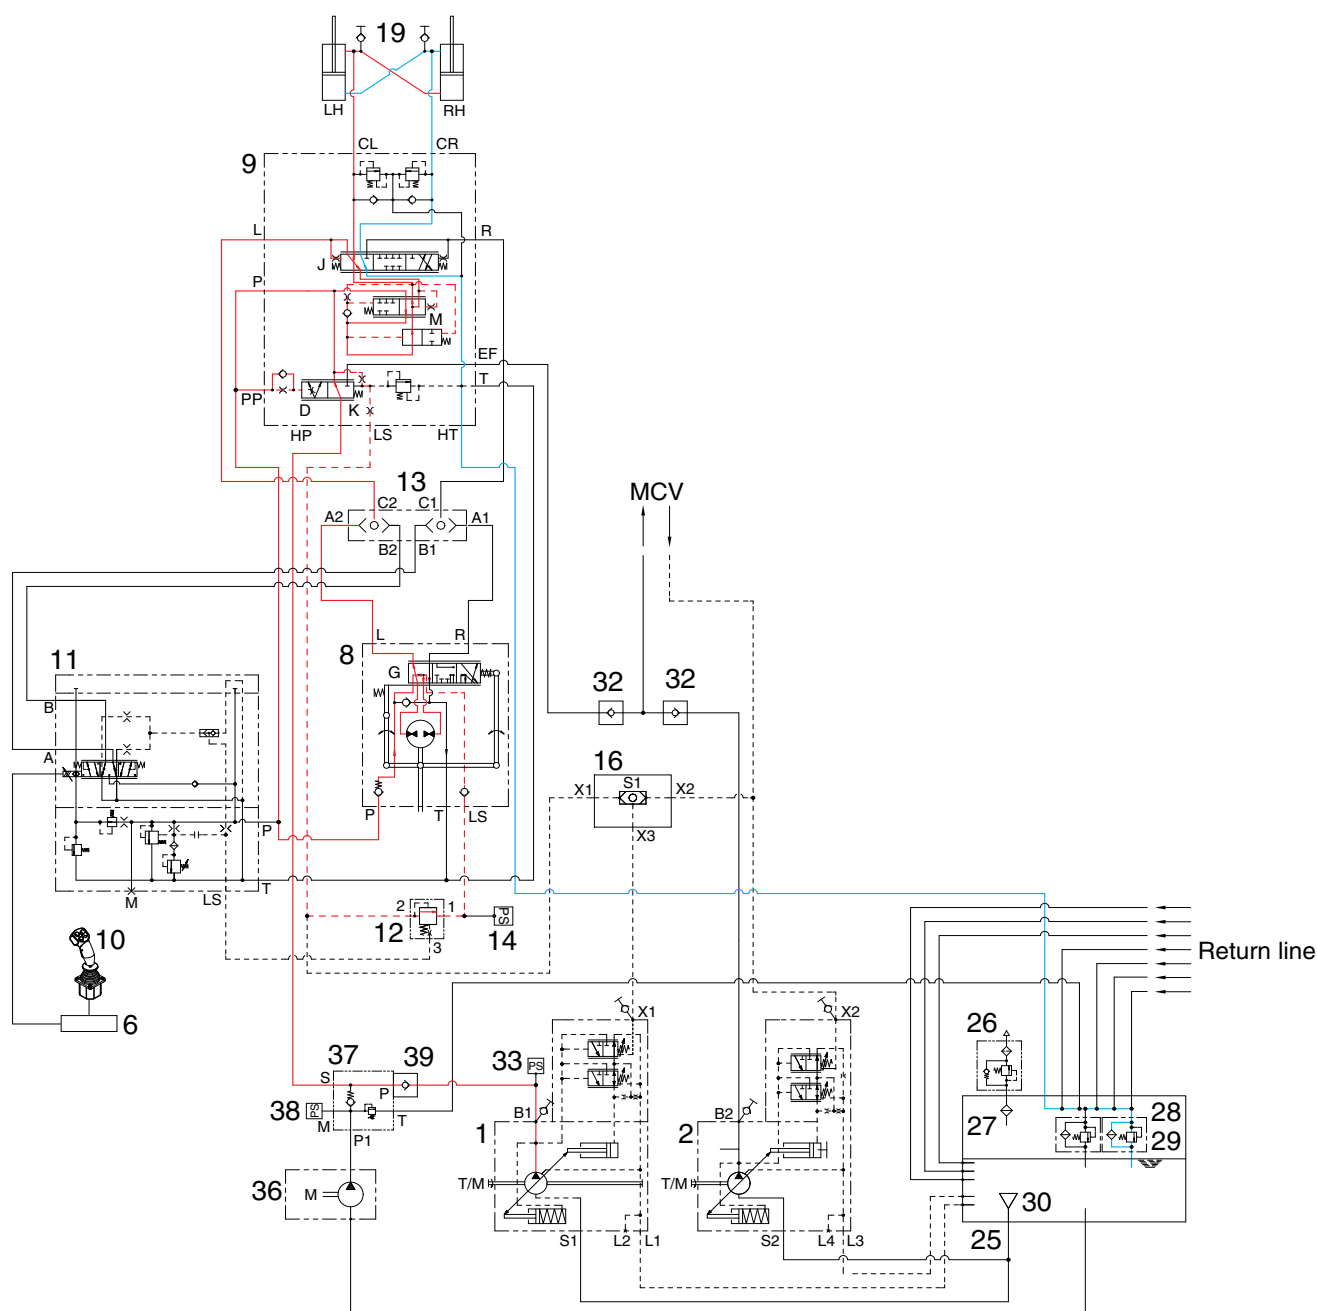 19
LH
RH
CL
CR
9
L
R
J
P
M
EF
T
PP
D
K
HP
LS
HT
13
MCV
C2
C1
A2
A1
B2
B1
L
R
8
11
G
32
32
B
A
16
S1
X1
X2
X3
P
P
T
LS
T
M
LS
2
1
12
PS
14
3
10
Return line
6
X1
X2
26
37
39
33
PS
S
P
38
PS
M
T
B1
B2
27
28
P1
1
2
29
36
M
T/M
T/M
30
S1
L2
L1
S2
L4
L3
25